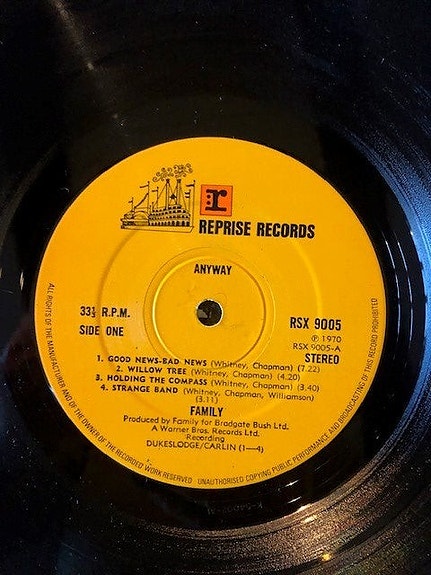 r
REPRISE RECORDS
ANYWAY
33⅓ R.P.M.
SIDE ONE
RSX 9005
℗ 1970
RSX 9005-A
STEREO
1. GOOD NEWS-BAD NEWS (Whitney, Chapman) (7.22)
2. WILLOW TREE (Whitney, Chapman) (4.20)
3. HOLDING THE COMPASS (Whitney, Chapman) (3.40)
4. STRANGE BAND (Whitney, Chapman, Williamson)
(3.11)
FAMILY
Produced by Family for Bradgate Bush Ltd.
A Warner Bros. Records Ltd.
Recording
DUKESLODGE/CARLIN (1—4)
ALL RIGHTS OF THE MANUFACTURER AND OF THE OWNER OF THE RECORDED WORK RESERVED UNAUTHORISED COPYING PUBLIC PERFORMANCE AND BROADCASTING OF THIS RECORD PROHIBITED